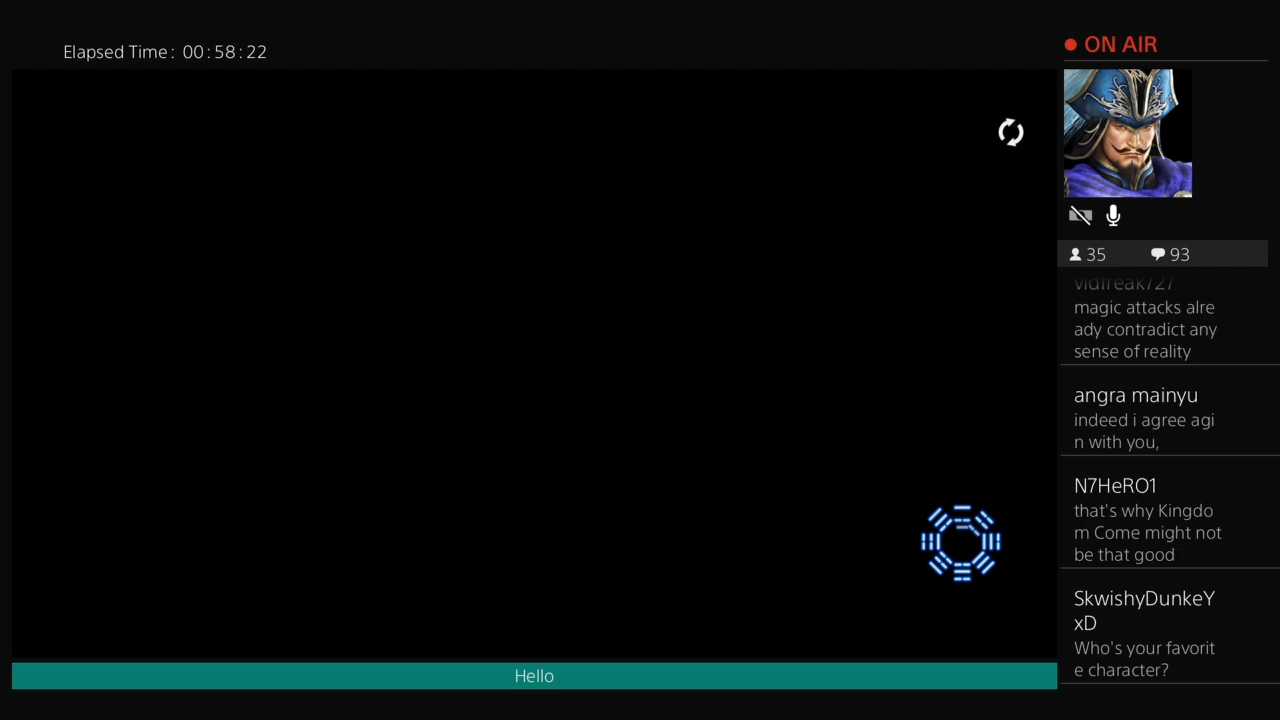 Elapsed Time: 00:58:22
ON AIR
35 93
vidfreak727
magic attacks alre
ady contradict any
sense of reality
angra mainyu
indeed i agree agi
n with you,
N7HeRO1
that's why Kingdo
m Come might not
be that good
SkwishyDunkeY
xD
Who's your favorit
e character?
Hello